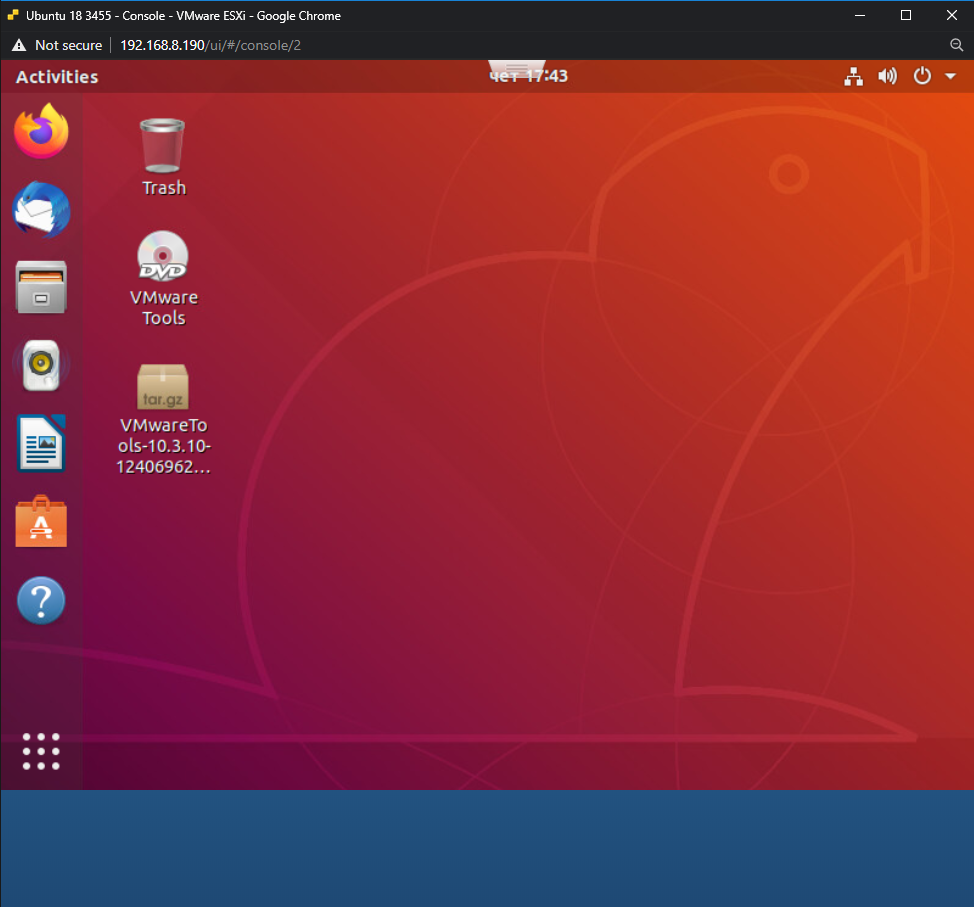 Ubuntu 18 3455 - Console - VMware ESXi - Google Chrome
Not secure
192.168.8.190/ui/#/console/2
Activities
чет 17:43
Trash
DVD
VMware
Tools
tar.gz
VMwareTo
ols-10.3.10-
12406962...
?